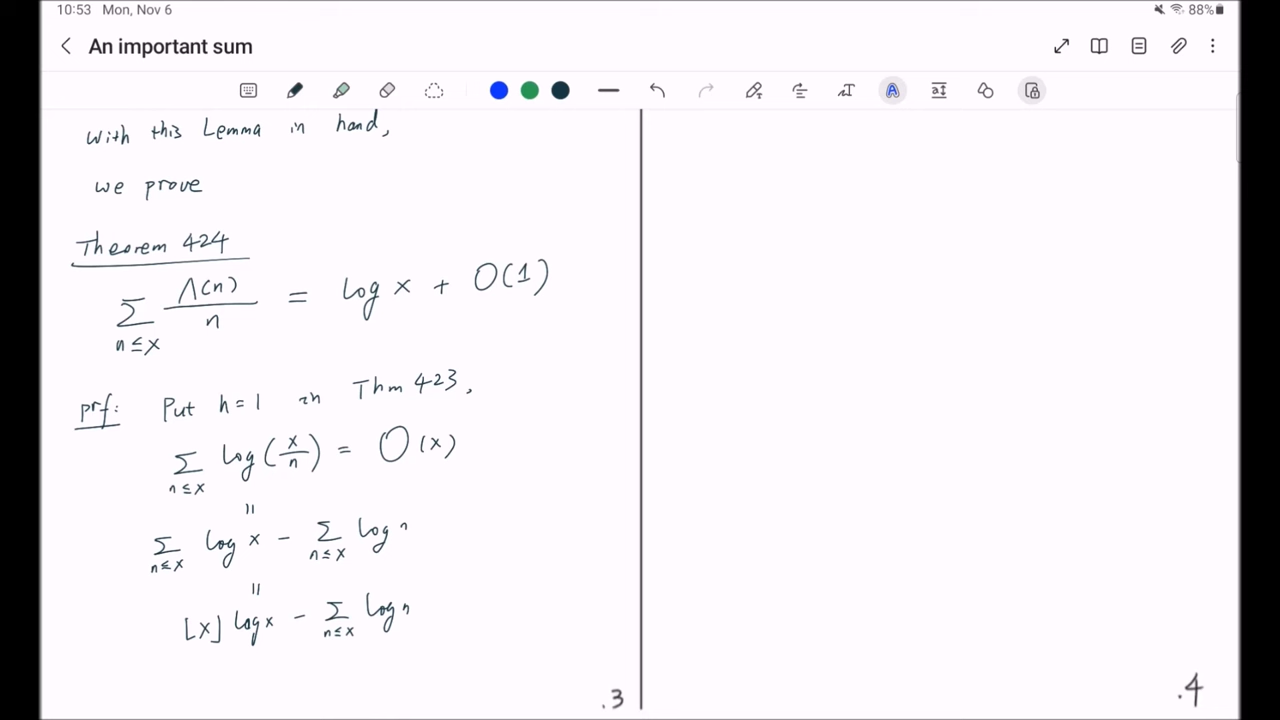 10:53 Mon, Nov 6
88%
An important sum
with this Lemma in hand,
we prove
Theorem 424
∑_{n≤x} Λ(n)/n = log x + O(1)
prf: Put h=1 in Thm 423,
∑_{n≤x} log(x/n) = O(x)
=
∑_{n≤x} log x − ∑_{n≤x} log n
=
⌊x⌋ log x − ∑_{n≤x} log n
.3
.4